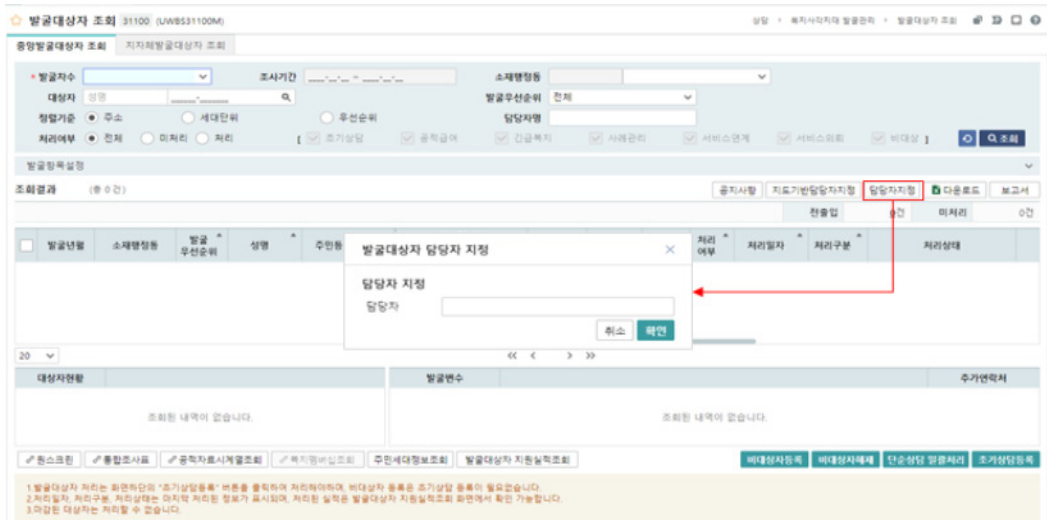 발굴대상자 조회 31100 (UWBS31100M)
상담 > 복지사각지대 발굴관리 > 발굴대상자 조회
중앙발굴대상자 조회 지자체발굴대상자 조회
* 발굴차수 조사기간 소재행정동
대상자 성명 발굴우선순위 전체
정렬기준 주소 세대단위 우선순위 담당자명
처리여부 전체 미처리 처리 [ 초기상담 공적급여 긴급복지 사례관리 서비스연계 서비스의뢰 비대상 ] 조회
발굴항목설정
조회결과 (총 0 건) 공지사항 지도기반담당자지정 담당자지정 다운로드 보고서
전출입 0건 미처리 0건
발굴년월 소재행정동 발굴우선순위 성명 주민등 처리여부 처리일자 처리구분 처리상태
발굴대상자 담당자 지정
담당자 지정
담당자
취소 확인
20
대상자현황 발굴변수 추가연락처
조회된 내역이 없습니다. 조회된 내역이 없습니다.
원스크린 통합조사표 공적자료시계열조회 복지멤버십조회 주민세대정보조회 발굴대상자 지원실적조회 비대상자등록 비대상자해제 단순상담 일괄처리 초기상담등록
1.발굴대상자 처리는 화면하단의 "초기상담등록" 버튼을 클릭하여 처리해야하며, 비대상 등록은 초기상담 등록이 필요없습니다.
2.처리일자, 처리구분, 처리상태는 마지막 처리된 정보가 표시되며, 처리된 실적은 발굴대상자 지원실적조회 화면에서 확인 가능합니다.
3.마감된 대상자는 처리할 수 없습니다.